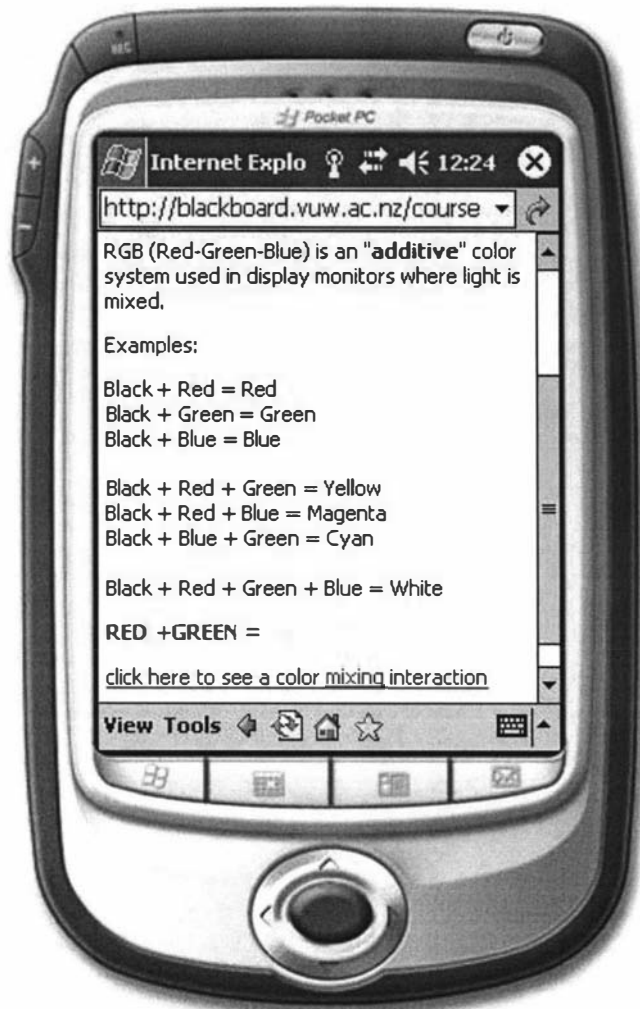 REC
Pocket PC
Internet Explo 12:24
http://blackboard.vuw.ac.nz/course
RGB (Red-Green-Blue) is an "additive" color
system used in display monitors where light is
mixed.
Examples:
Black + Red = Red
Black + Green = Green
Black + Blue = Blue
Black + Red + Green = Yellow
Black + Red + Blue = Magenta
Black + Blue + Green = Cyan
Black + Red + Green + Blue = White
RED +GREEN =
click here to see a color mixing interaction
View Tools